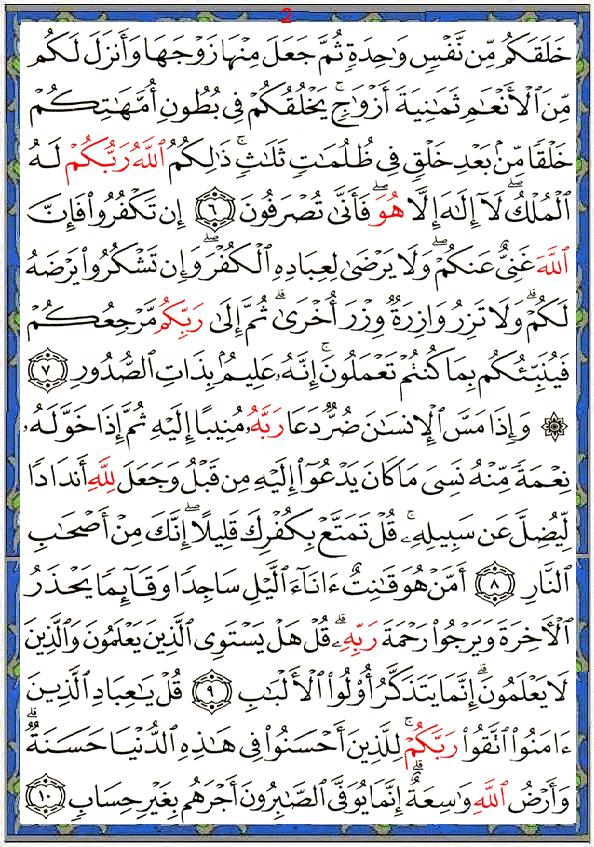 2
خَلَقَكُم مِّن نَّفْسٍ وَٰحِدَةٍ ثُمَّ جَعَلَ مِنْهَا زَوْجَهَا وَأَنزَلَ لَكُم
مِّنَ ٱلْأَنْعَٰمِ ثَمَٰنِيَةَ أَزْوَٰجٍ ۚ يَخْلُقُكُمْ فِى بُطُونِ أُمَّهَٰتِكُمْ
خَلْقًا مِّنۢ بَعْدِ خَلْقٍ فِى ظُلُمَٰتٍ ثَلَٰثٍ ۚ ذَٰلِكُمُ ٱللَّهُ رَبُّكُمْ لَهُ
ٱلْمُلْكُ ۖ لَآ إِلَٰهَ إِلَّا هُوَ ۖ فَأَنَّىٰ تُصْرَفُونَ ٦ إِن تَكْفُرُوا۟ فَإِنَّ
ٱللَّهَ غَنِىٌّ عَنكُمْ ۖ وَلَا يَرْضَىٰ لِعِبَادِهِ ٱلْكُفْرَ ۖ وَإِن تَشْكُرُوا۟ يَرْضَهُ
لَكُمْ ۗ وَلَا تَزِرُ وَازِرَةٌ وِزْرَ أُخْرَىٰ ۗ ثُمَّ إِلَىٰ رَبِّكُم مَّرْجِعُكُمْ
فَيُنَبِّئُكُم بِمَا كُنتُمْ تَعْمَلُونَ ۚ إِنَّهُۥ عَلِيمٌۢ بِذَاتِ ٱلصُّدُورِ ٧
۞ وَإِذَا مَسَّ ٱلْإِنسَٰنَ ضُرٌّ دَعَا رَبَّهُۥ مُنِيبًا إِلَيْهِ ثُمَّ إِذَا خَوَّلَهُۥ
نِعْمَةً مِّنْهُ نَسِىَ مَا كَانَ يَدْعُوٓا۟ إِلَيْهِ مِن قَبْلُ وَجَعَلَ لِلَّهِ أَندَادًا
لِّيُضِلَّ عَن سَبِيلِهِۦ ۚ قُلْ تَمَتَّعْ بِكُفْرِكَ قَلِيلًا ۖ إِنَّكَ مِنْ أَصْحَٰبِ
ٱلنَّارِ ٨ أَمَّنْ هُوَ قَٰنِتٌ ءَانَآءَ ٱلَّيْلِ سَاجِدًا وَقَآئِمًا يَحْذَرُ
ٱلْءَاخِرَةَ وَيَرْجُوا۟ رَحْمَةَ رَبِّهِۦ ۗ قُلْ هَلْ يَسْتَوِى ٱلَّذِينَ يَعْلَمُونَ وَٱلَّذِينَ
لَا يَعْلَمُونَ ۗ إِنَّمَا يَتَذَكَّرُ أُو۟لُوا۟ ٱلْأَلْبَٰبِ ٩ قُلْ يَٰعِبَادِ ٱلَّذِينَ
ءَامَنُوا۟ ٱتَّقُوا۟ رَبَّكُمْ ۚ لِلَّذِينَ أَحْسَنُوا۟ فِى هَٰذِهِ ٱلدُّنْيَا حَسَنَةٌ ۗ
وَأَرْضُ ٱللَّهِ وَٰسِعَةٌ ۗ إِنَّمَا يُوَفَّى ٱلصَّٰبِرُونَ أَجْرَهُم بِغَيْرِ حِسَابٍ ١٠